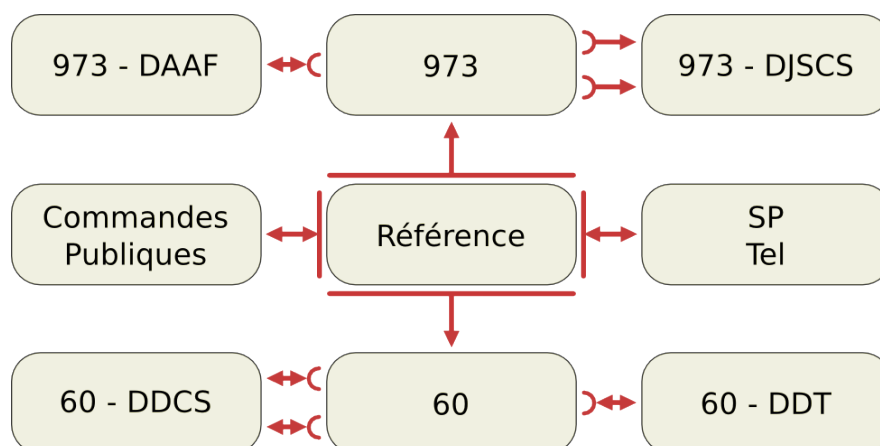 973 - DAAF
973
973 - DJSCS
Commandes
Publiques
Référence
SP
Tel
60 - DDCS
60
60 - DDT